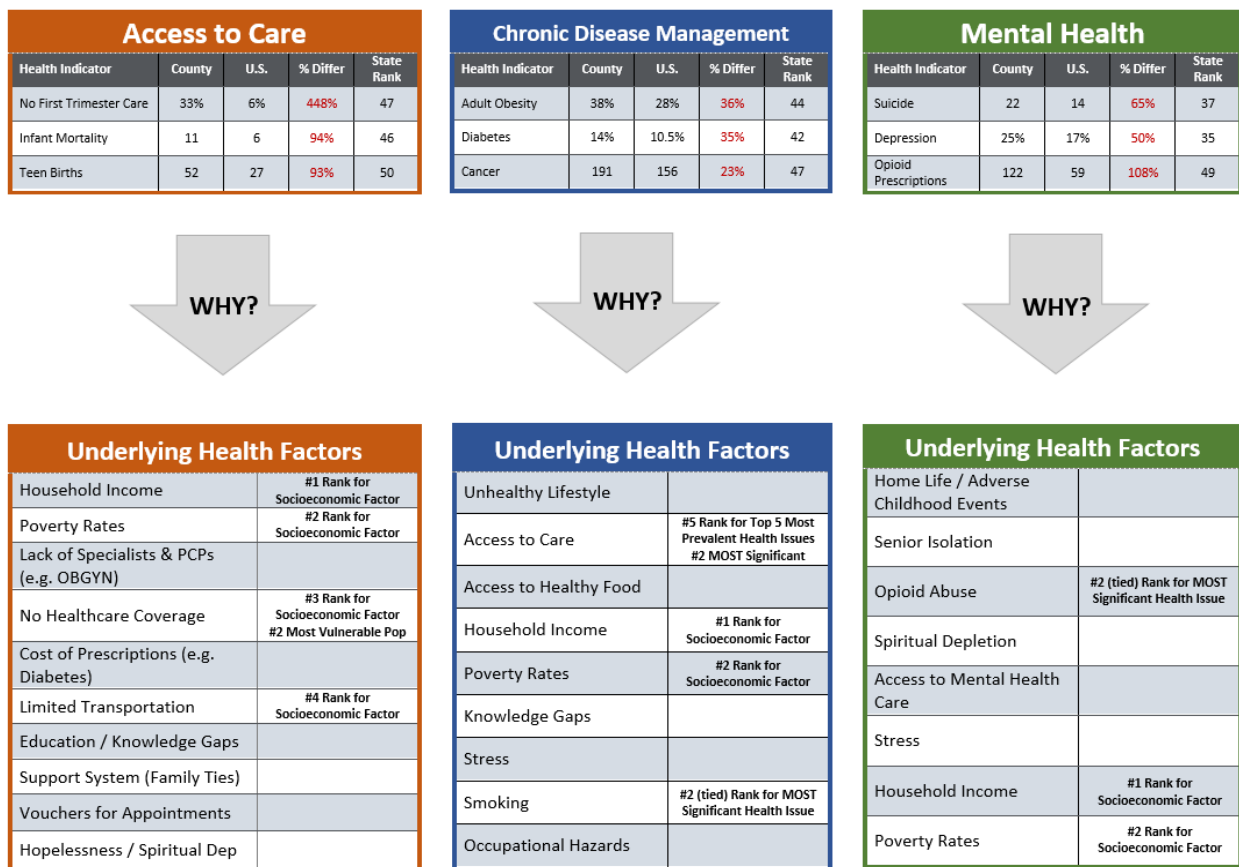 Access to Care
Health Indicator County U.S. % Differ State Rank
No First Trimester Care 33% 6% 448% 47
Infant Mortality 11 6 94% 46
Teen Births 52 27 93% 50
Chronic Disease Management
Health Indicator County U.S. % Differ State Rank
Adult Obesity 38% 28% 36% 44
Diabetes 14% 10.5% 35% 42
Cancer 191 156 23% 47
Mental Health
Health Indicator County U.S. % Differ State Rank
Suicide 22 14 65% 37
Depression 25% 17% 50% 35
Opioid
Prescriptions 122 59 108% 49
WHY?
WHY?
WHY?
Underlying Health Factors
Household Income #1 Rank for
Socioeconomic Factor
Poverty Rates #2 Rank for
Socioeconomic Factor
Lack of Specialists & PCPs
(e.g. OBGYN)
No Healthcare Coverage #3 Rank for
Socioeconomic Factor
#2 Most Vulnerable Pop
Cost of Prescriptions (e.g.
Diabetes)
Limited Transportation #4 Rank for
Socioeconomic Factor
Education / Knowledge Gaps
Support System (Family Ties)
Vouchers for Appointments
Hopelessness / Spiritual Dep
Underlying Health Factors
Unhealthy Lifestyle
Access to Care #5 Rank for Top 5 Most
Prevalent Health Issues
#2 MOST Significant
Access to Healthy Food
Household Income #1 Rank for
Socioeconomic Factor
Poverty Rates #2 Rank for
Socioeconomic Factor
Knowledge Gaps
Stress
Smoking #2 (tied) Rank for MOST
Significant Health Issue
Occupational Hazards
Underlying Health Factors
Home Life / Adverse
Childhood Events
Senior Isolation
Opioid Abuse #2 (tied) Rank for MOST
Significant Health Issue
Spiritual Depletion
Access to Mental Health
Care
Stress
Household Income #1 Rank for
Socioeconomic Factor
Poverty Rates #2 Rank for
Socioeconomic Factor